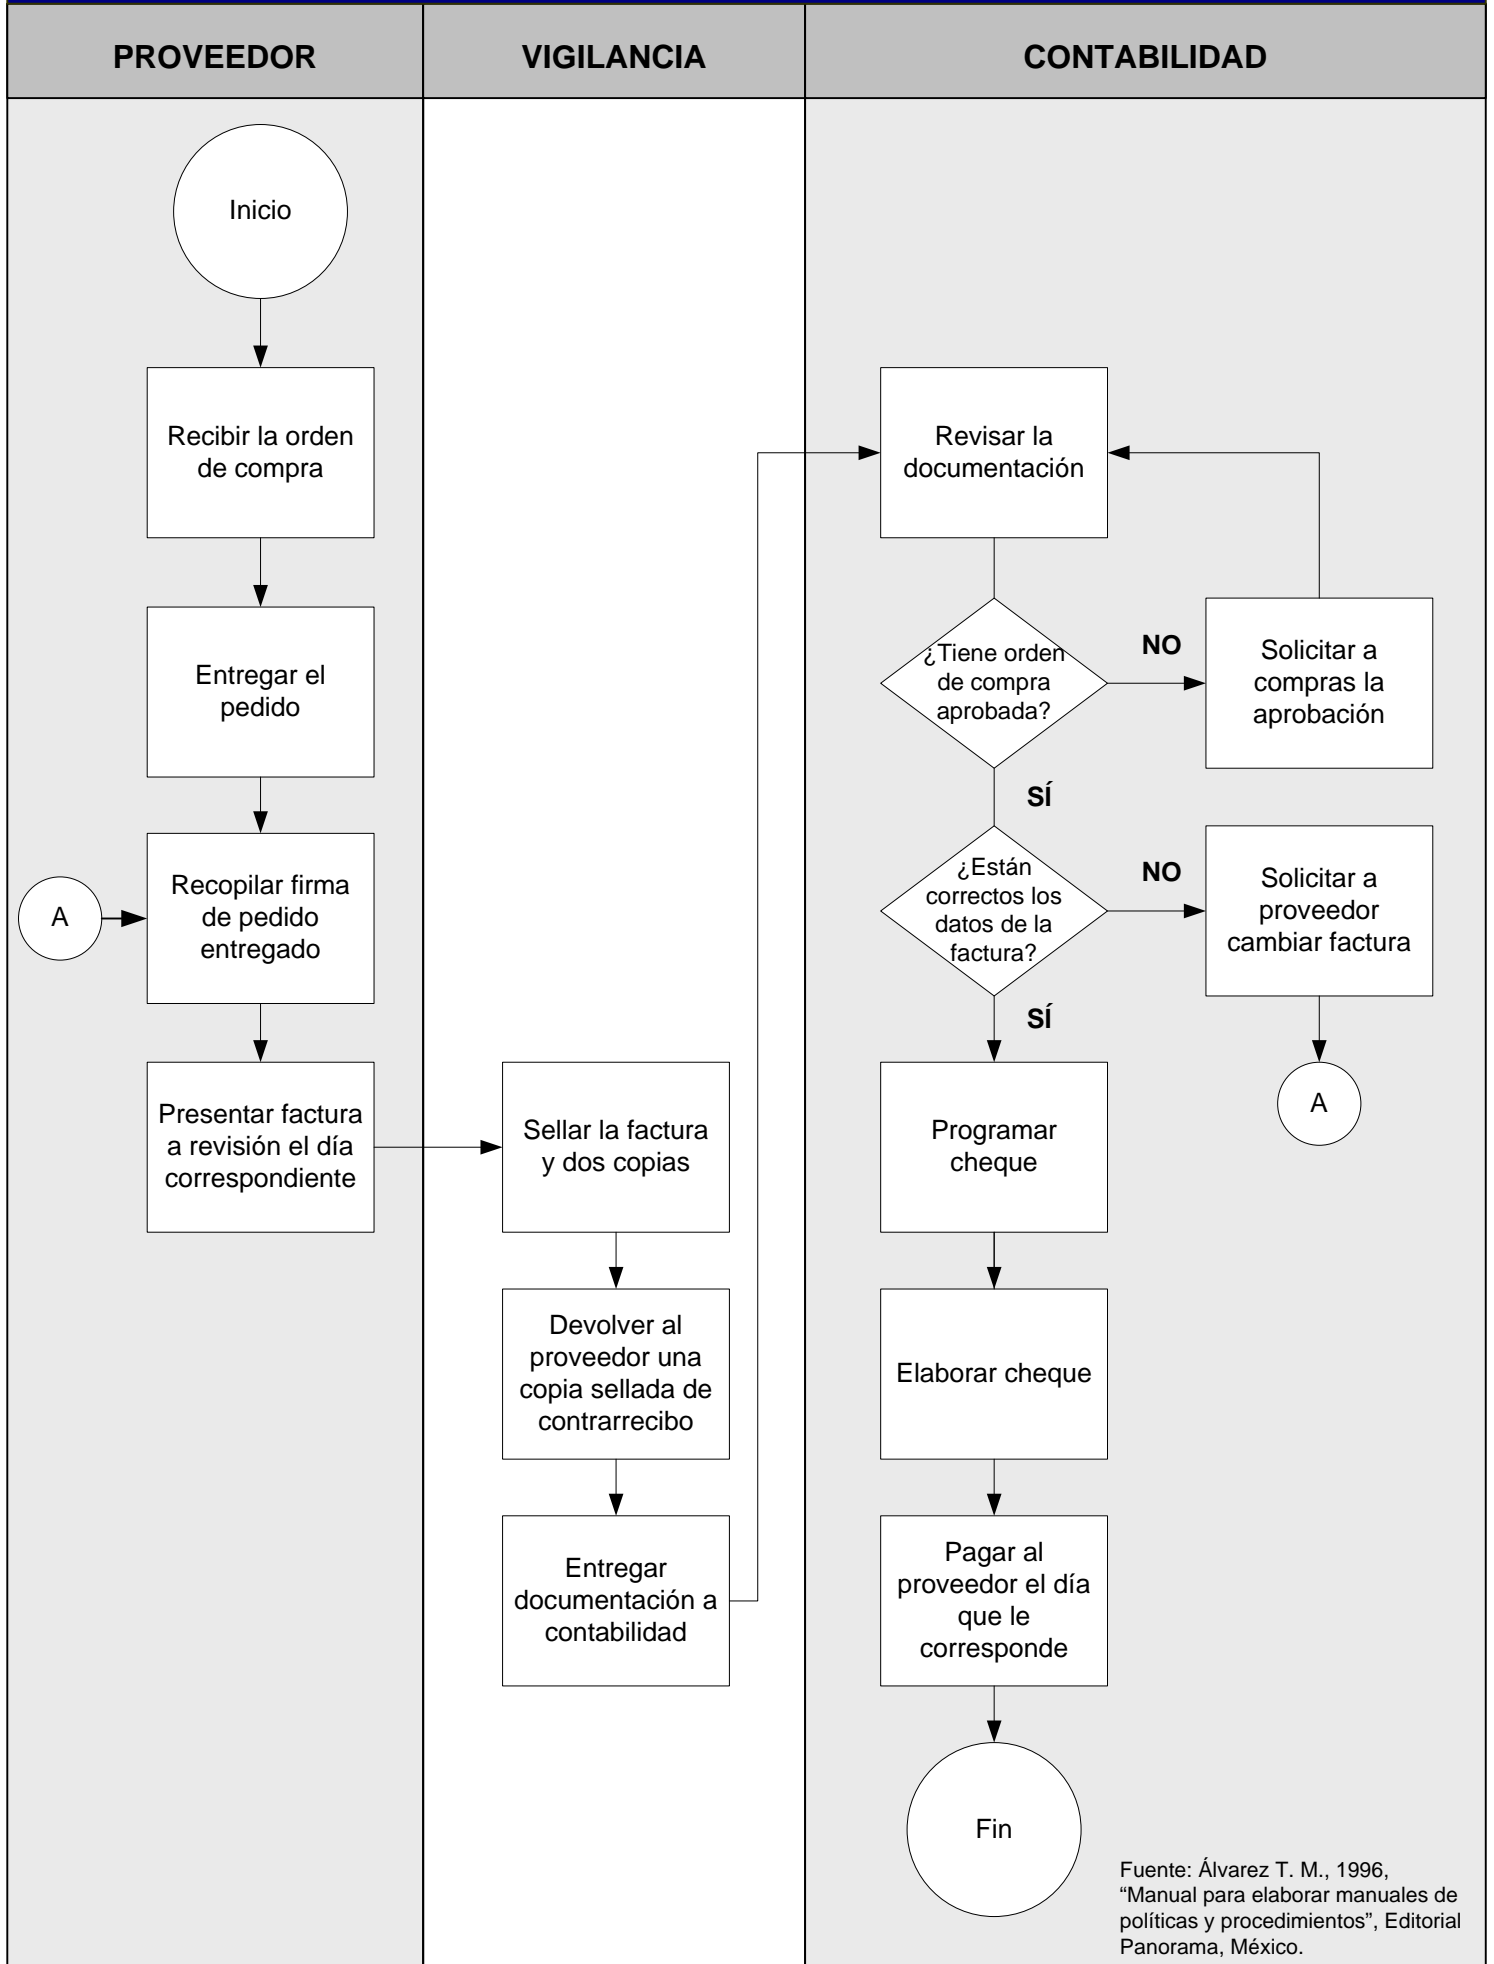 PROVEEDOR
VIGILANCIA
CONTABILIDAD
Inicio
Recibir la orden
de compra
Entregar el
pedido
A
Recopilar firma
de pedido
entregado
Presentar factura
a revisión el día
correspondiente
Sellar la factura
y dos copias
Devolver al
proveedor una
copia sellada de
contrarrecibo
Entregar
documentación a
contabilidad
Revisar la
documentación
¿Tiene orden
de compra
aprobada?
NO
Solicitar a
compras la
aprobación
SÍ
¿Están
correctos los
datos de la
factura?
NO
Solicitar a
proveedor
cambiar factura
A
SÍ
Programar
cheque
Elaborar cheque
Pagar al
proveedor el día
que le
corresponde
Fin
Fuente: Álvarez T. M., 1996,
“Manual para elaborar manuales de
políticas y procedimientos”, Editorial
Panorama, México.